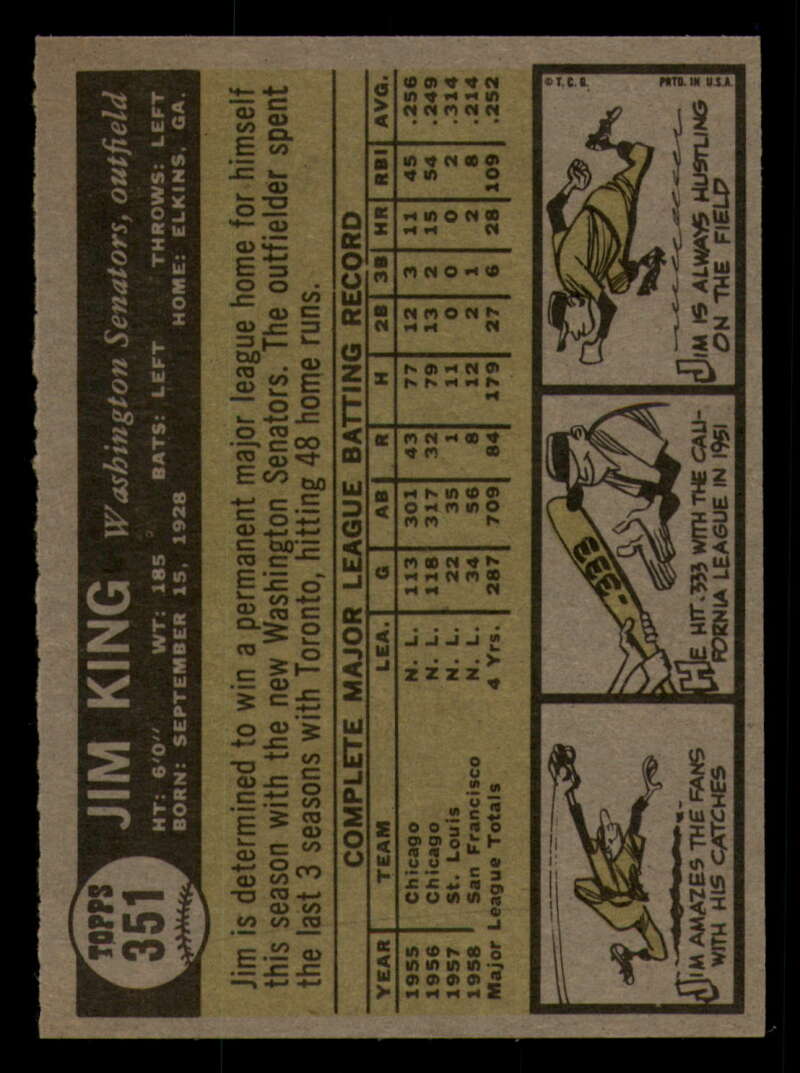 TOPPS
351
JIM KING Washington Senators, outfield
HT: 6'0" WT: 185 BATS: LEFT THROWS: LEFT
BORN: SEPTEMBER 15, 1928 HOME: ELKINS, GA.
Jim is determined to win a permanent major league home for himself
this season with the new Washington Senators. The outfielder spent
the last 3 seasons with Toronto, hitting 48 home runs.
COMPLETE MAJOR LEAGUE BATTING RECORD
YEAR TEAM LEA. G AB R H 2B 3B HR RBI AVG.
1955 Chicago N. L. 113 301 43 77 12 3 11 45 .256
1956 Chicago N. L. 118 317 32 79 13 2 15 54 .249
1957 St. Louis N. L. 22 35 1 11 0 0 0 2 .314
1958 San Francisco N. L. 34 56 8 12 2 1 2 8 .214
Major League Totals 4 Yrs. 287 709 84 179 27 6 28 109 .252
JIM AMAZES THE FANS
WITH HIS CATCHES
.333
HE HIT .333 WITH THE CALI-
FORNIA LEAGUE IN 1951
© T. C. G. PRTD. IN U.S.A.
JIM IS ALWAYS HUSTLING
ON THE FIELD